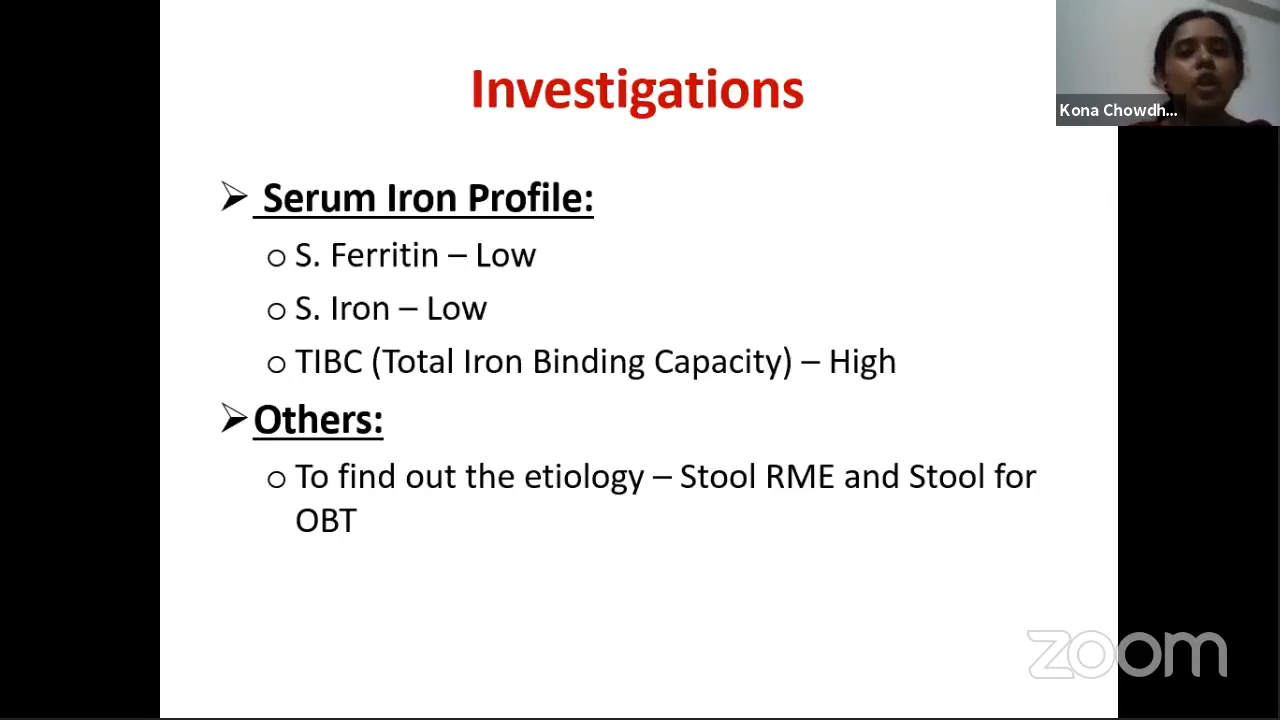 Investigations
Kona Chowdh...
Serum Iron Profile:
S. Ferritin – Low
S. Iron – Low
TIBC (Total Iron Binding Capacity) – High
Others:
To find out the etiology – Stool RME and Stool for
OBT
zoom